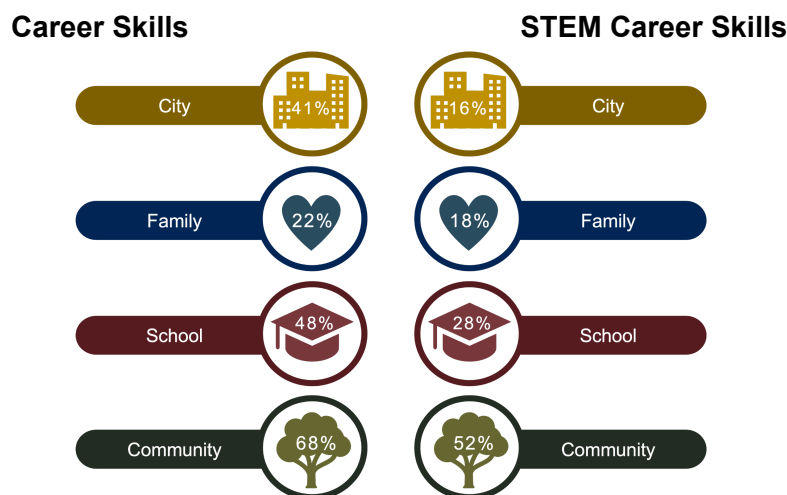 Career Skills STEM Career Skills
City 41% 16% City
Family 22% 18% Family
School 48% 28% School
Community 68% 52% Community